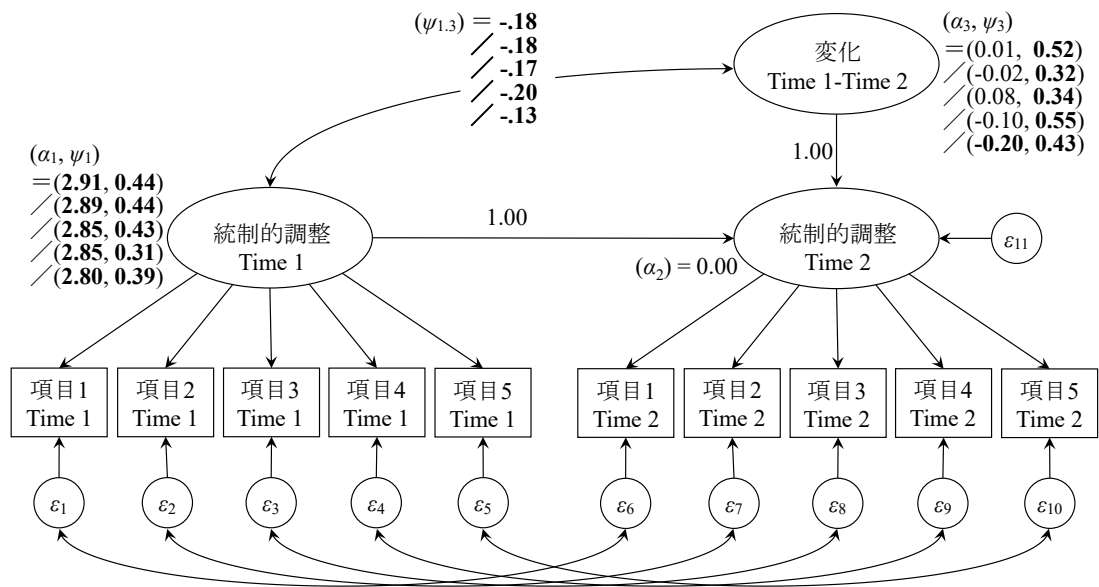 (ψ1.3) = -.18
／ -.18
／ -.17
／ -.20
／ -.13
変化
Time 1-Time 2
(α3, ψ3)
=(0.01, 0.52)
／(-0.02, 0.32)
／(0.08, 0.34)
／(-0.10, 0.55)
／(-0.20, 0.43)
(α1, ψ1)
=(2.91, 0.44)
／(2.89, 0.44)
／(2.85, 0.43)
／(2.85, 0.31)
／(2.80, 0.39)
1.00
統制的調整
Time 1
1.00
統制的調整
Time 2
(α2) = 0.00
ε11
項目1
Time 1
項目2
Time 1
項目3
Time 1
項目4
Time 1
項目5
Time 1
項目1
Time 2
項目2
Time 2
項目3
Time 2
項目4
Time 2
項目5
Time 2
ε1
ε2
ε3
ε4
ε5
ε6
ε7
ε8
ε9
ε10